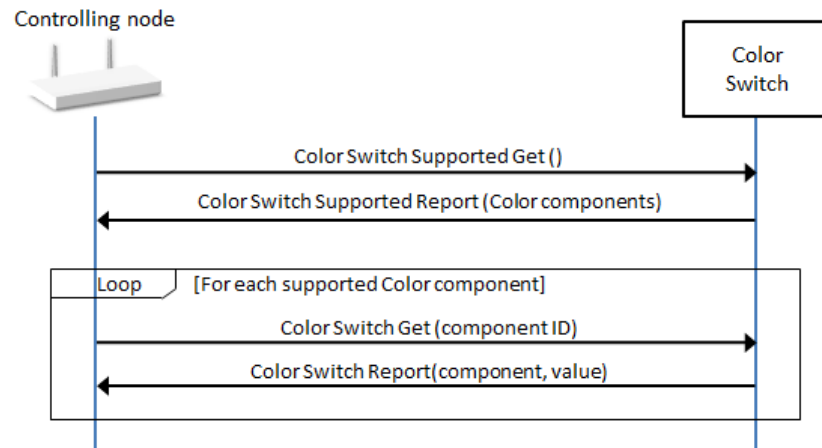 Controlling node
Color
Switch
Color Switch Supported Get ()
Color Switch Supported Report (Color components)
Loop [For each supported Color component]
Color Switch Get (component ID)
Color Switch Report(component, value)